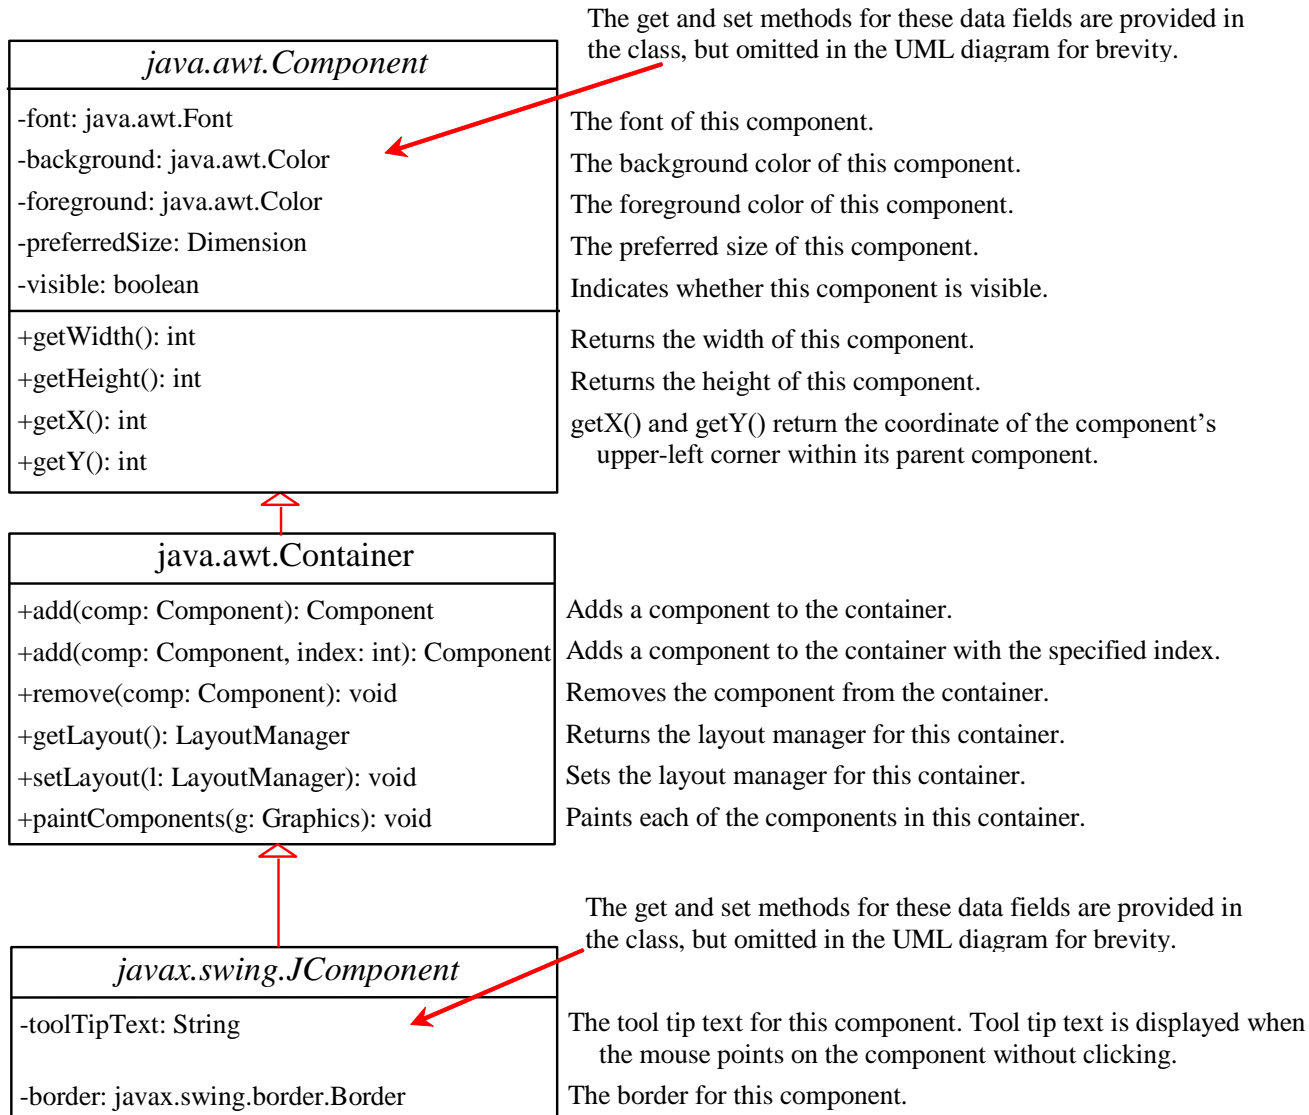 The get and set methods for these data fields are provided in
the class, but omitted in the UML diagram for brevity.
java.awt.Component
-font: java.awt.Font
The font of this component.
-background: java.awt.Color
The background color of this component.
-foreground: java.awt.Color
The foreground color of this component.
-preferredSize: Dimension
The preferred size of this component.
-visible: boolean
Indicates whether this component is visible.
+getWidth(): int
Returns the width of this component.
+getHeight(): int
Returns the height of this component.
+getX(): int
getX() and getY() return the coordinate of the component’s
+getY(): int
upper-left corner within its parent component.
java.awt.Container
+add(comp: Component): Component
Adds a component to the container.
+add(comp: Component, index: int): Component
Adds a component to the container with the specified index.
+remove(comp: Component): void
Removes the component from the container.
+getLayout(): LayoutManager
Returns the layout manager for this container.
+setLayout(l: LayoutManager): void
Sets the layout manager for this container.
+paintComponents(g: Graphics): void
Paints each of the components in this container.
The get and set methods for these data fields are provided in
the class, but omitted in the UML diagram for brevity.
javax.swing.JComponent
-toolTipText: String
The tool tip text for this component. Tool tip text is displayed when
the mouse points on the component without clicking.
-border: javax.swing.border.Border
The border for this component.